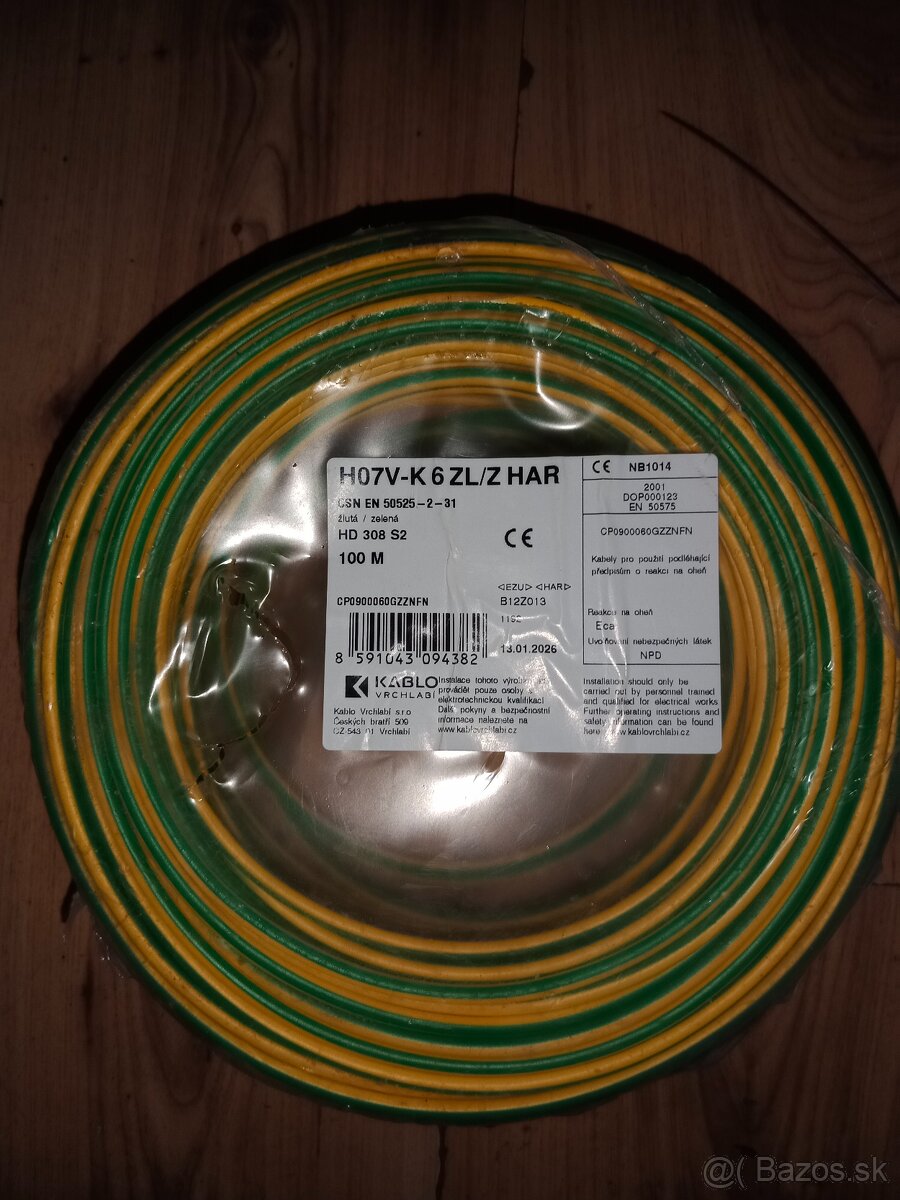 H07V-K 6 ZL/Z HAR
ČSN EN 50525-2-31
žlutá / zelená
HD 308 S2
100 M
CE
CP0900060GZZNFN
8 591043 094382
<EZU> <HAR>
B12Z013
13.01.2026
KABLO
VRCHLABÍ
Kablo Vrchlabí s.r.o
Českých bratří 509
CZ-543 01 Vrchlabí
Instalace tohoto výrobku
provádět pouze osoby s
elektrotechnickou kvalifikací
Další pokyny a bezpečnostní
informace naleznete na
www.kablovrchlabi.cz
CE NB1014
2001
DOP000123
EN 50575
CP0900060GZZNFN
Kabely pro použití podléhající
předpisům o reakci na oheň
Reakce na oheň
Eca
Uvolňování nebezpečných látek
NPD
Installation should only be
carried out by personnel trained
and qualified for electrical works
Further operating instructions and
safety information can be found
here www.kablovrchlabi.cz
@( Bazos.sk